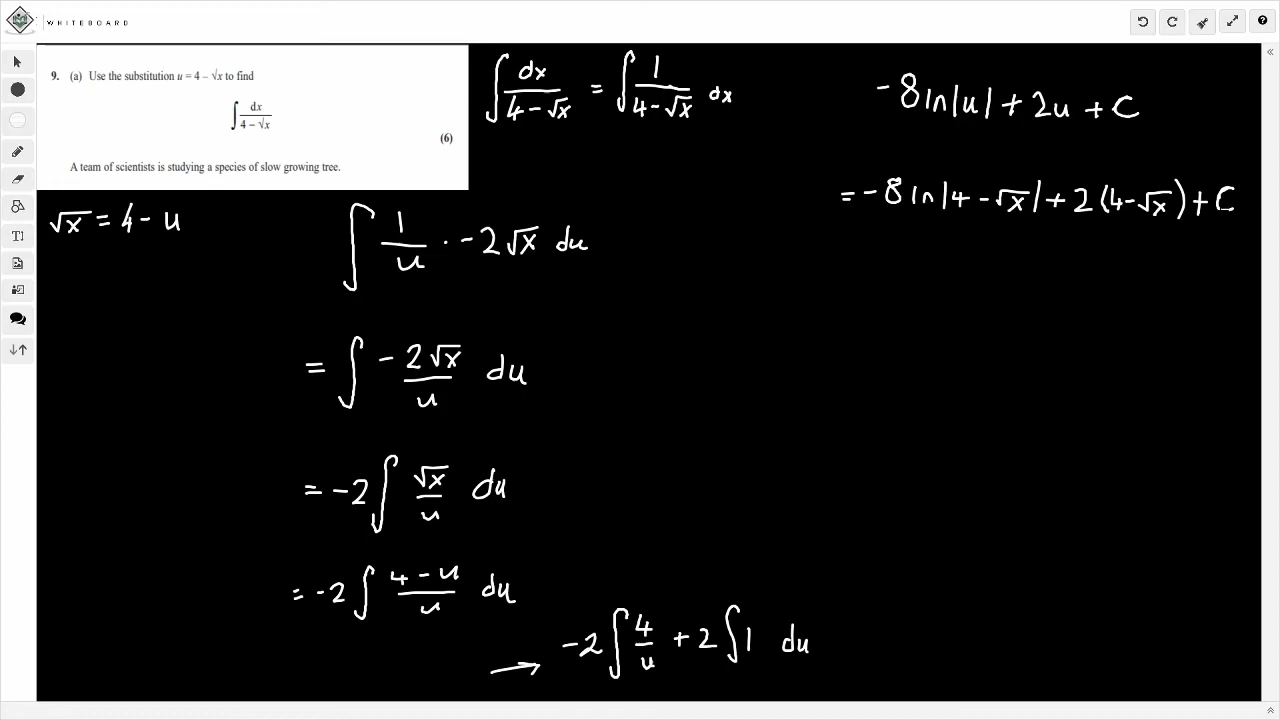 WHITEBOARD
9. (a) Use the substitution u = 4 – √x to find
∫ dx / 4 – √x
(6)
A team of scientists is studying a species of slow growing tree.
∫ dx / 4 – √x = ∫ 1 / 4 – √x dx
√x = 4 - u
∫ 1 / u · -2√x du
= ∫ -2√x / u du
= -2 ∫ √x / u du
= -2 ∫ 4 - u / u du
→ -2 ∫ 4 / u + 2 ∫ 1 du
-8 ln|u| + 2u + C
= -8 ln|4 - √x| + 2(4-√x) + C
T